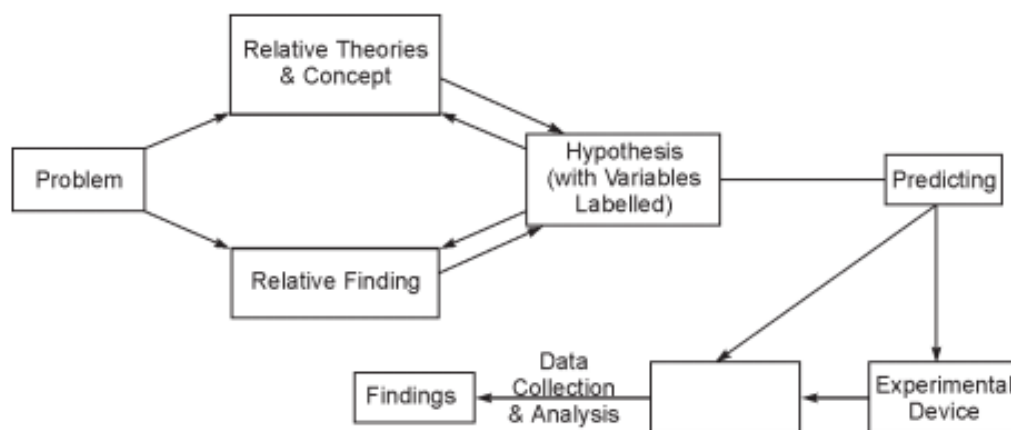 Relative Theories
& Concept
Problem
Hypothesis
(with Variables
Labelled)
Predicting
Relative Finding
Findings
Data
Collection
& Analysis
Experimental
Device